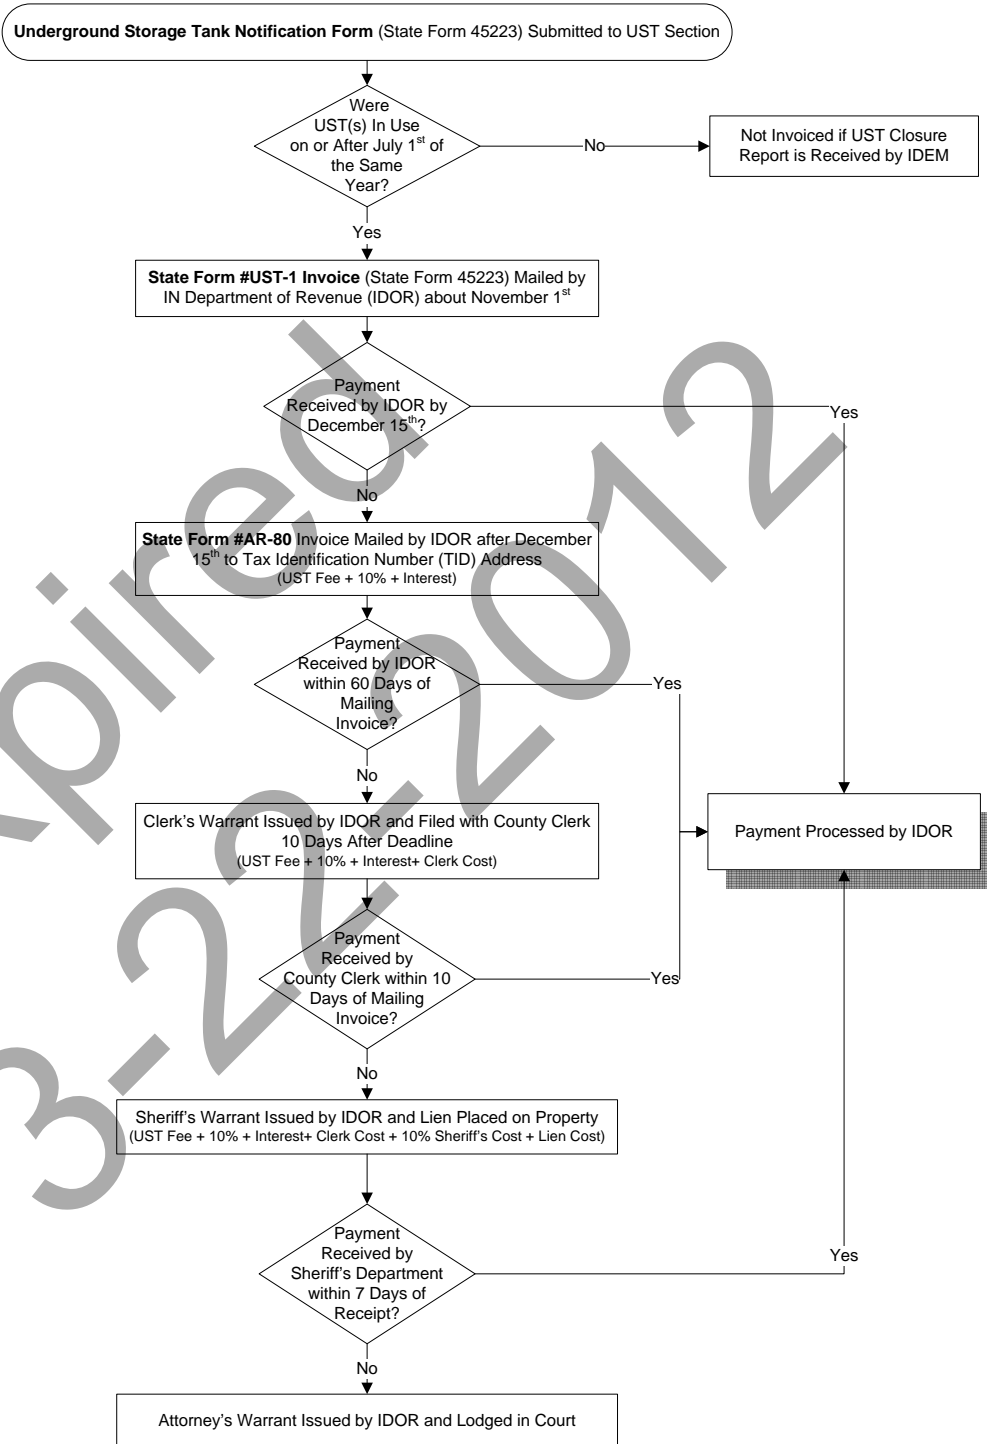 Underground Storage Tank Notification Form (State Form 45223) Submitted to UST Section
Were
UST(s) In Use
on or After July 1st of
the Same
Year?
No
Not Invoiced if UST Closure
Report is Received by IDEM
Yes
State Form #UST-1 Invoice (State Form 45223) Mailed by
IN Department of Revenue (IDOR) about November 1st
Payment
Received by IDOR by
December 15th?
Yes
No
State Form #AR-80 Invoice Mailed by IDOR after December
15th to Tax Identification Number (TID) Address
(UST Fee + 10% + Interest)
Payment
Received by IDOR
within 60 Days of
Mailing
Invoice?
Yes
No
Clerk's Warrant Issued by IDOR and Filed with County Clerk
10 Days After Deadline
(UST Fee + 10% + Interest+ Clerk Cost)
Payment Processed by IDOR
Payment
Received by
County Clerk within 10
Days of Mailing
Invoice?
Yes
No
Sheriff's Warrant Issued by IDOR and Lien Placed on Property
(UST Fee + 10% + Interest+ Clerk Cost + 10% Sheriff's Cost + Lien Cost)
Payment
Received by
Sheriff's Department
within 7 Days of
Receipt?
Yes
No
Attorney's Warrant Issued by IDOR and Lodged in Court
xpired
3-22-2012